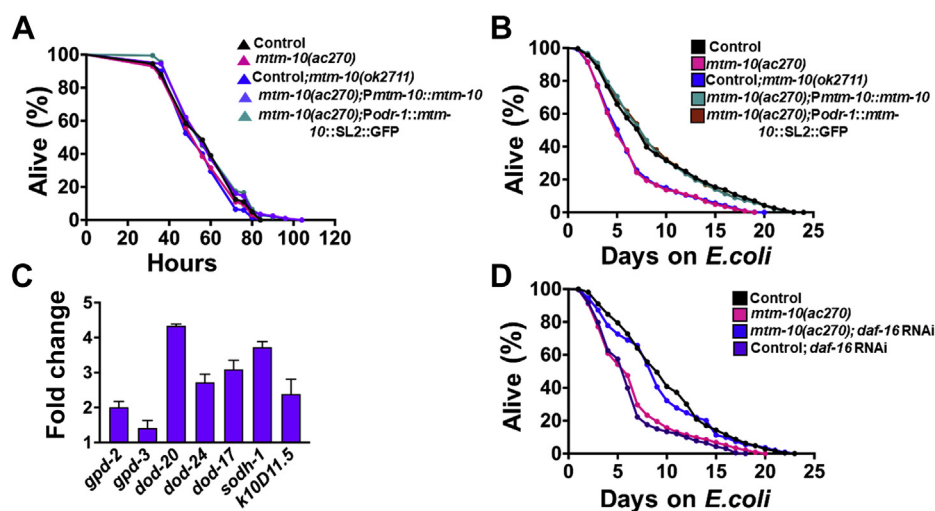 A
100
80
60
40
20
0
Alive (%)
0 20 40 60 80 100 120
Hours
Control
mtm-10(ac270)
Control;mtm-10(ok2711)
mtm-10(ac270);Pmtm-10::mtm-10
mtm-10(ac270);Podr-1::mtm-
10::SL2::GFP
B
100
80
60
40
20
0
Alive (%)
0 5 10 15 20 25
Days on E.coli
Control
mtm-10(ac270)
Control;mtm-10(ok2711)
mtm-10(ac270);Pmtm-10::mtm-10
mtm-10(ac270);Podr-1::mtm-
10::SL2::GFP
C
5
4
3
2
1
Fold change
gpd-2
gpd-3
dod-20
dod-24
dod-17
sodh-1
k10D11.5
D
100
80
60
40
20
0
Alive (%)
0 5 10 15 20 25
Days on E.coli
Control
mtm-10(ac270)
mtm-10(ac270); daf-16 RNAi
Control; daf-16 RNAi